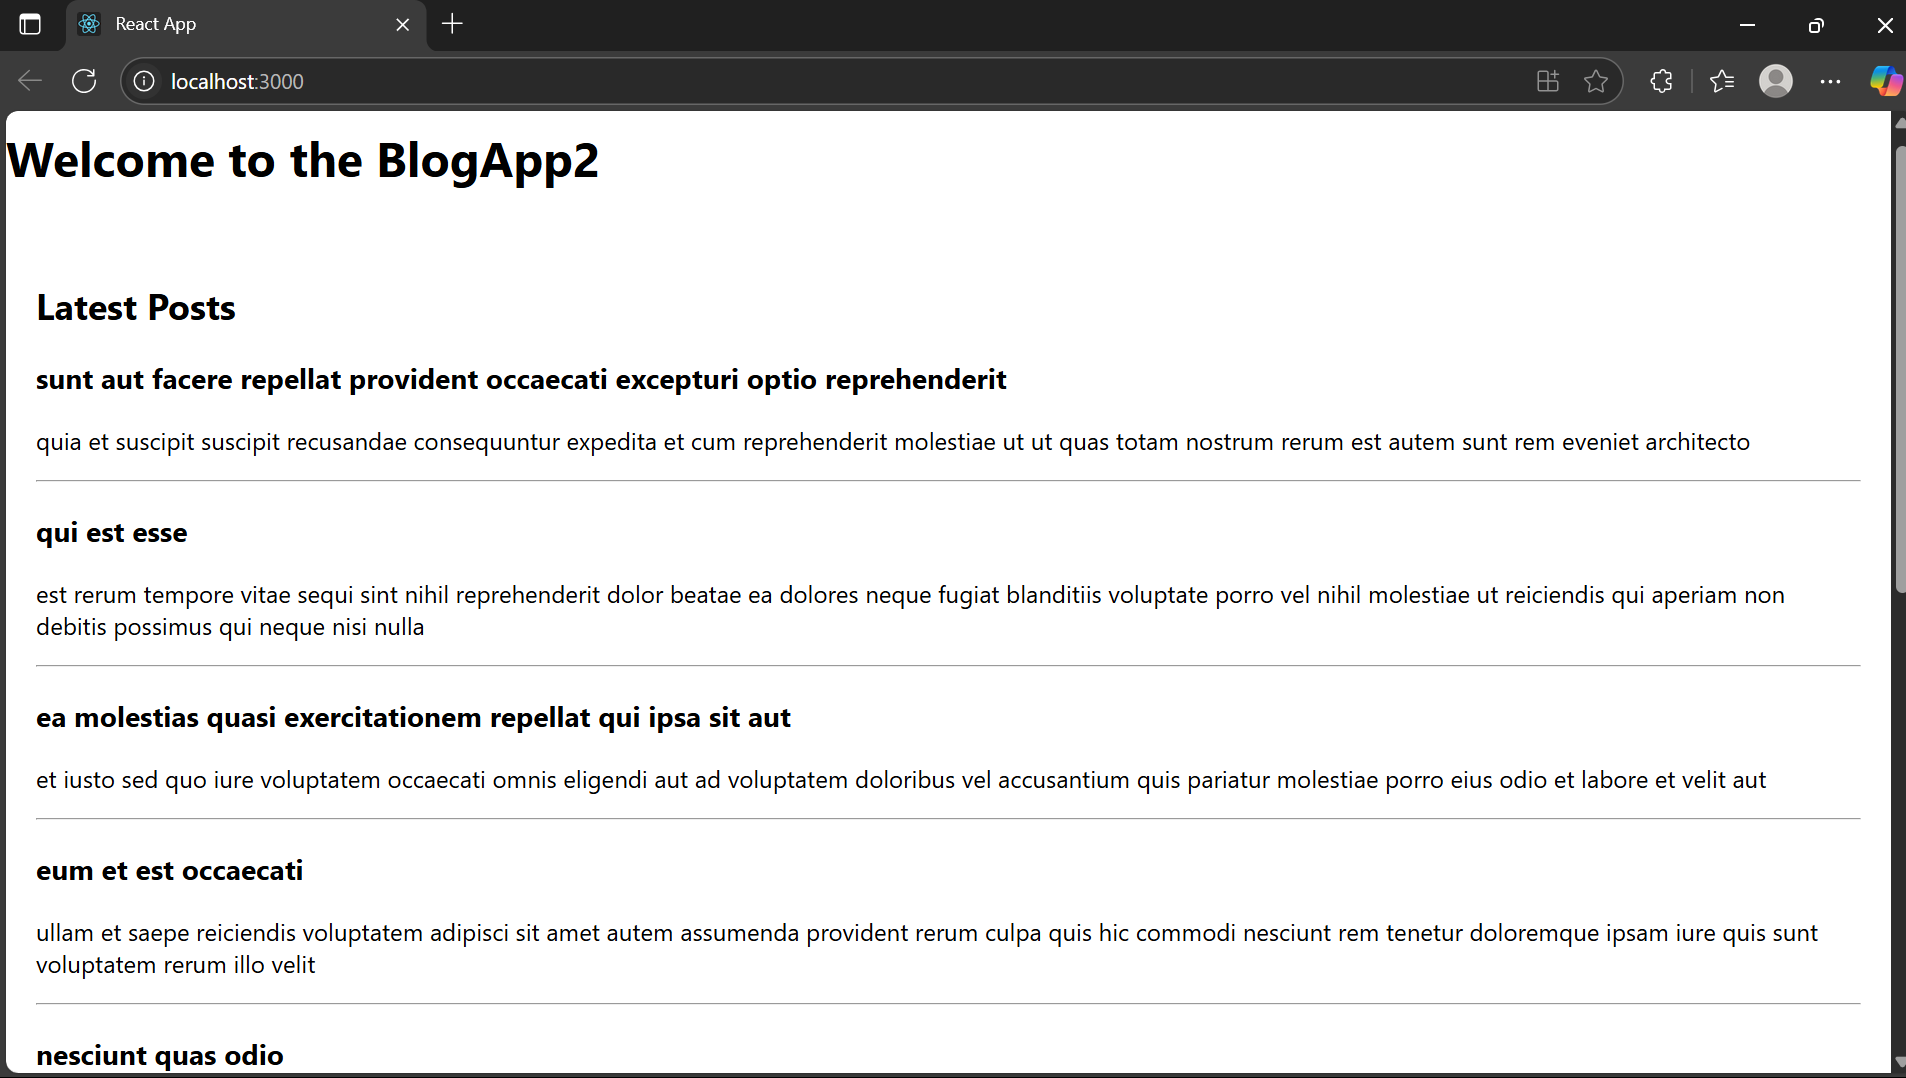 React App
localhost:3000
Welcome to the BlogApp2
Latest Posts
sunt aut facere repellat provident occaecati excepturi optio reprehenderit
quia et suscipit suscipit recusandae consequuntur expedita et cum reprehenderit molestiae ut ut quas totam nostrum rerum est autem sunt rem eveniet architecto
qui est esse
est rerum tempore vitae sequi sint nihil reprehenderit dolor beatae ea dolores neque fugiat blanditiis voluptate porro vel nihil molestiae ut reiciendis qui aperiam non
debitis possimus qui neque nisi nulla
ea molestias quasi exercitationem repellat qui ipsa sit aut
et iusto sed quo iure voluptatem occaecati omnis eligendi aut ad voluptatem doloribus vel accusantium quis pariatur molestiae porro eius odio et labore et velit aut
eum et est occaecati
ullam et saepe reiciendis voluptatem adipisci sit amet autem assumenda provident rerum culpa quis hic commodi nesciunt rem tenetur doloremque ipsam iure quis sunt
voluptatem rerum illo velit
nesciunt quas odio